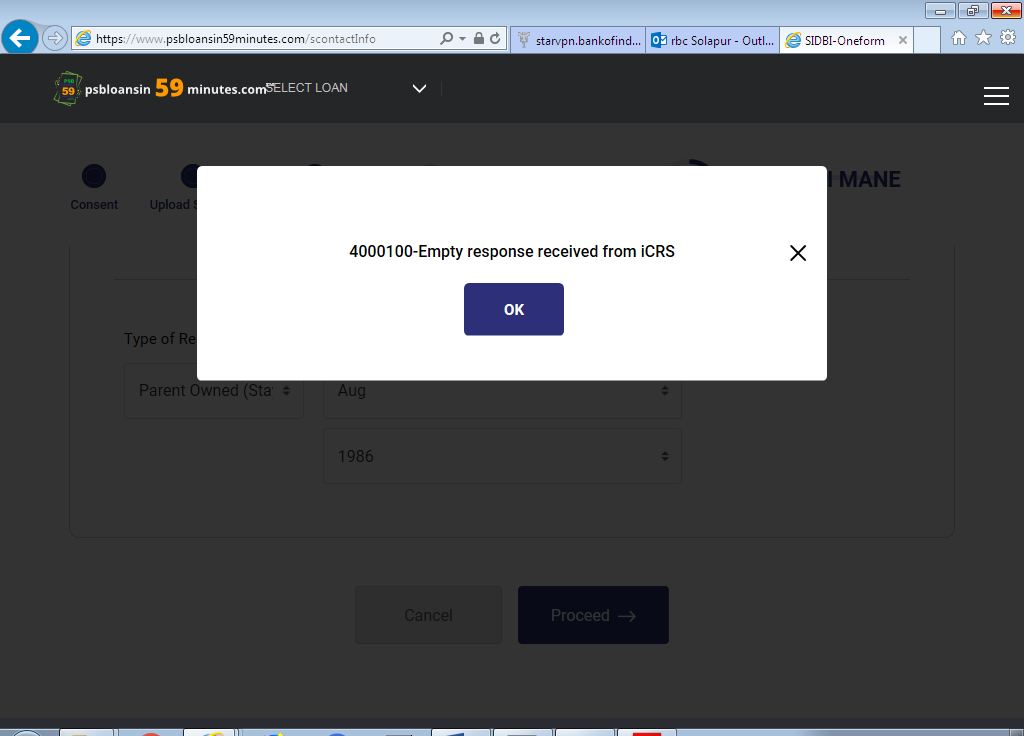 https://www.psbloansin59minutes.com/scontactInfo
starvpn.bankofind...
rbc Solapur - Outl...
SIDBI-Oneform
PSB
59
psbloansin 59 minutes.com
SELECT LOAN
Consent
Upload S
MANE
4000100-Empty response received from iCRS
OK
Type of Re
Parent Owned (Sta
Aug
1986
Cancel
Proceed